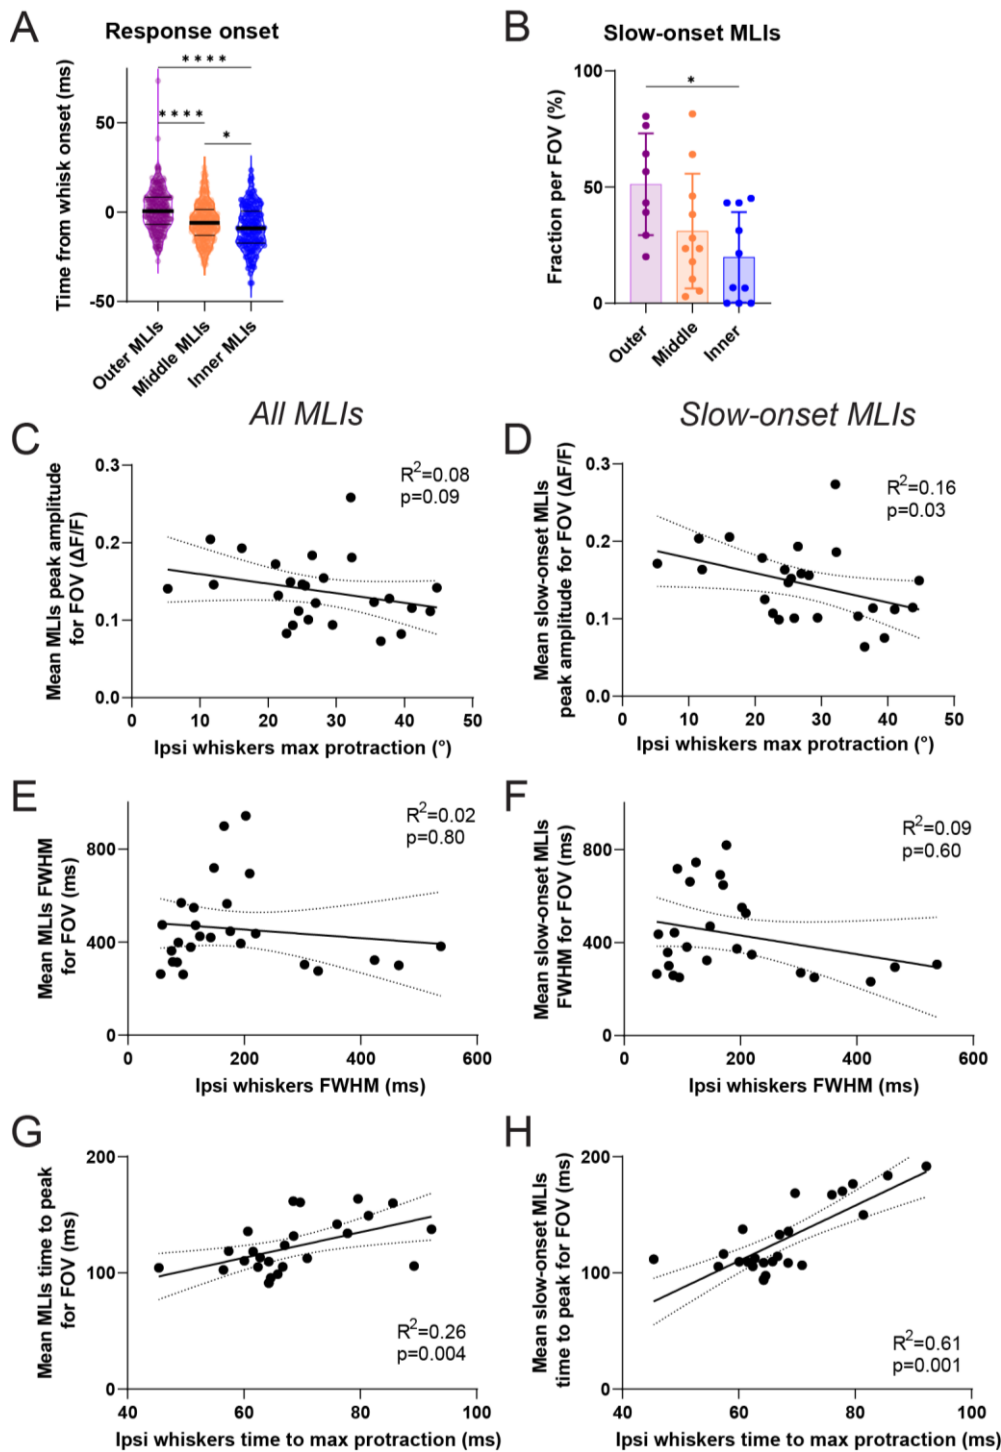 A
Response onset
Time from whisk onset (ms)
50
0
-50
* * * *
* * * *
*
Outer MLIs
Middle MLIs
Inner MLIs
B
Slow-onset MLIs
Fraction per FOV (%)
100
50
0
*
Outer
Middle
Inner
All MLIs
Slow-onset MLIs
C
Mean MLIs peak amplitude
for FOV (ΔF/F)
0.3
0.2
0.1
0.0
R²=0.08
p=0.09
0
10
20
30
40
50
Ipsi whiskers max protraction (°)
D
Mean slow-onset MLIs
peak amplitude for FOV (ΔF/F)
0.3
0.2
0.1
0.0
R²=0.16
p=0.03
0
10
20
30
40
50
Ipsi whiskers max protraction (°)
E
Mean MLIs FWHM
for FOV (ms)
800
400
0
R²=0.02
p=0.80
0
200
400
600
Ipsi whiskers FWHM (ms)
F
Mean slow-onset MLIs
FWHM for FOV (ms)
800
400
0
R²=0.09
p=0.60
0
200
400
600
Ipsi whiskers FWHM (ms)
G
Mean MLIs time to peak
for FOV (ms)
200
100
0
R²=0.26
p=0.004
40
60
80
100
Ipsi whiskers time to max protraction (ms)
H
Mean slow-onset MLIs
time to peak for FOV (ms)
200
100
0
R²=0.61
p=0.001
40
60
80
100
Ipsi whiskers time to max protraction (ms)